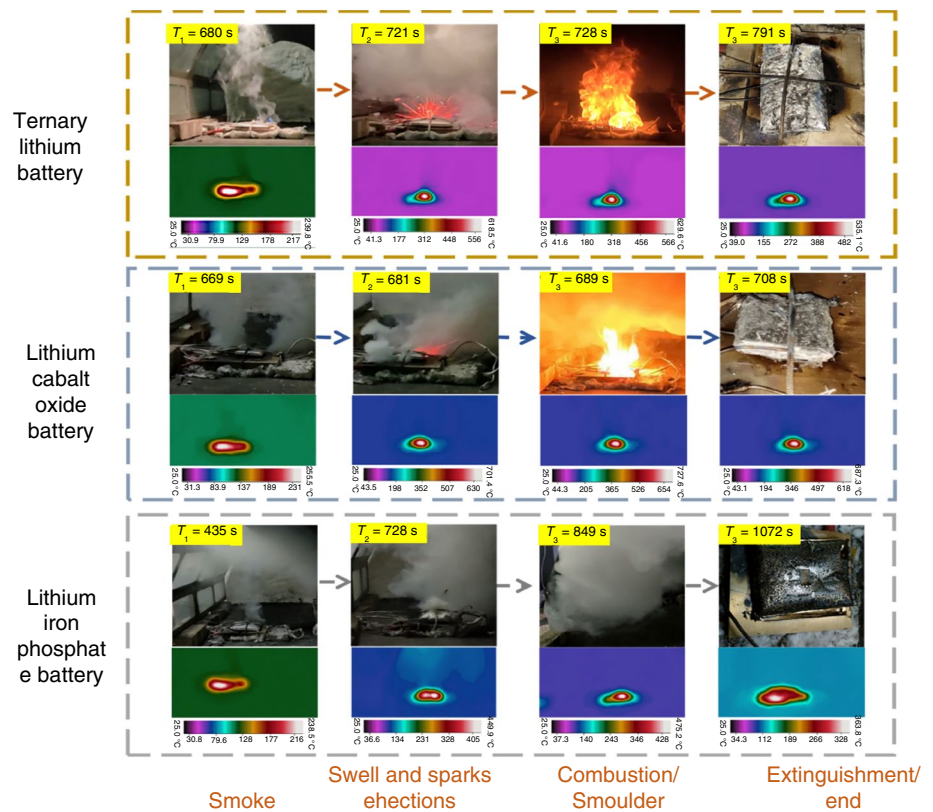 T1 = 680 s
T2 = 721 s
T3 = 728 s
T3 = 791 s
Ternary
lithium
battery
25.0 °C 30.9 79.9 129 178 217 239.8 °C
25.0 °C 41.3 177 312 448 556 618.5 °C
25.0 °C 41.6 180 318 456 566 629.6 °C
25.0 °C 39.0 155 272 388 482 535.1 °C
T1 = 669 s
T2 = 681 s
T3 = 689 s
T3 = 708 s
Lithium
cabalt
oxide
battery
25.0 °C 31.3 83.9 137 189 231 255.5 °C
25.0 °C 43.5 198 352 507 630 701.4 °C
25.0 °C 44.3 205 365 526 654 727.6 °C
25.0 °C 43.1 194 346 497 618 687.3 °C
T1 = 435 s
T2 = 728 s
T3 = 849 s
T3 = 1072 s
Lithium
iron
phosphat
e battery
25.0 °C 30.8 79.6 128 177 216 238.5 °C
25.0 °C 36.6 134 231 328 405 449.9 °C
25.0 °C 37.3 140 243 346 428 475.2 °C
25.0 °C 34.3 112 189 266 328 363.8 °C
Smoke
Swell and sparks
ehections
Combustion/
Smoulder
Extinguishment/
end